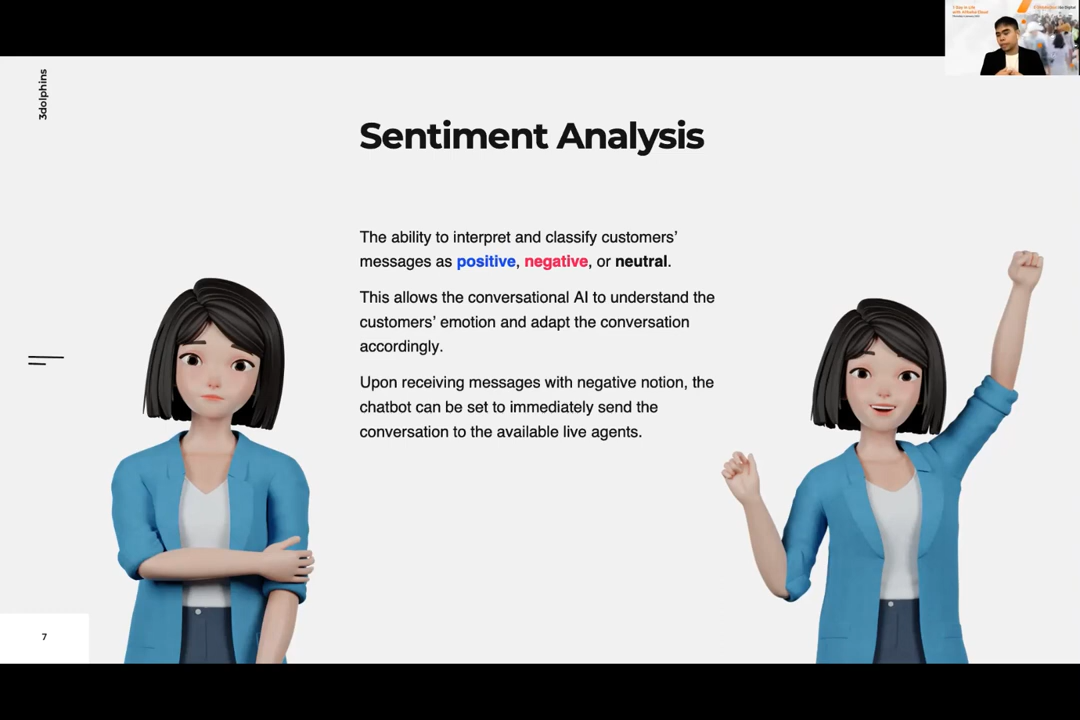 3dolphins
Sentiment Analysis
The ability to interpret and classify customers’
messages as positive, negative, or neutral.
This allows the conversational AI to understand the
customers’ emotion and adapt the conversation
accordingly.
Upon receiving messages with negative notion, the
chatbot can be set to immediately send the
conversation to the available live agents.
7